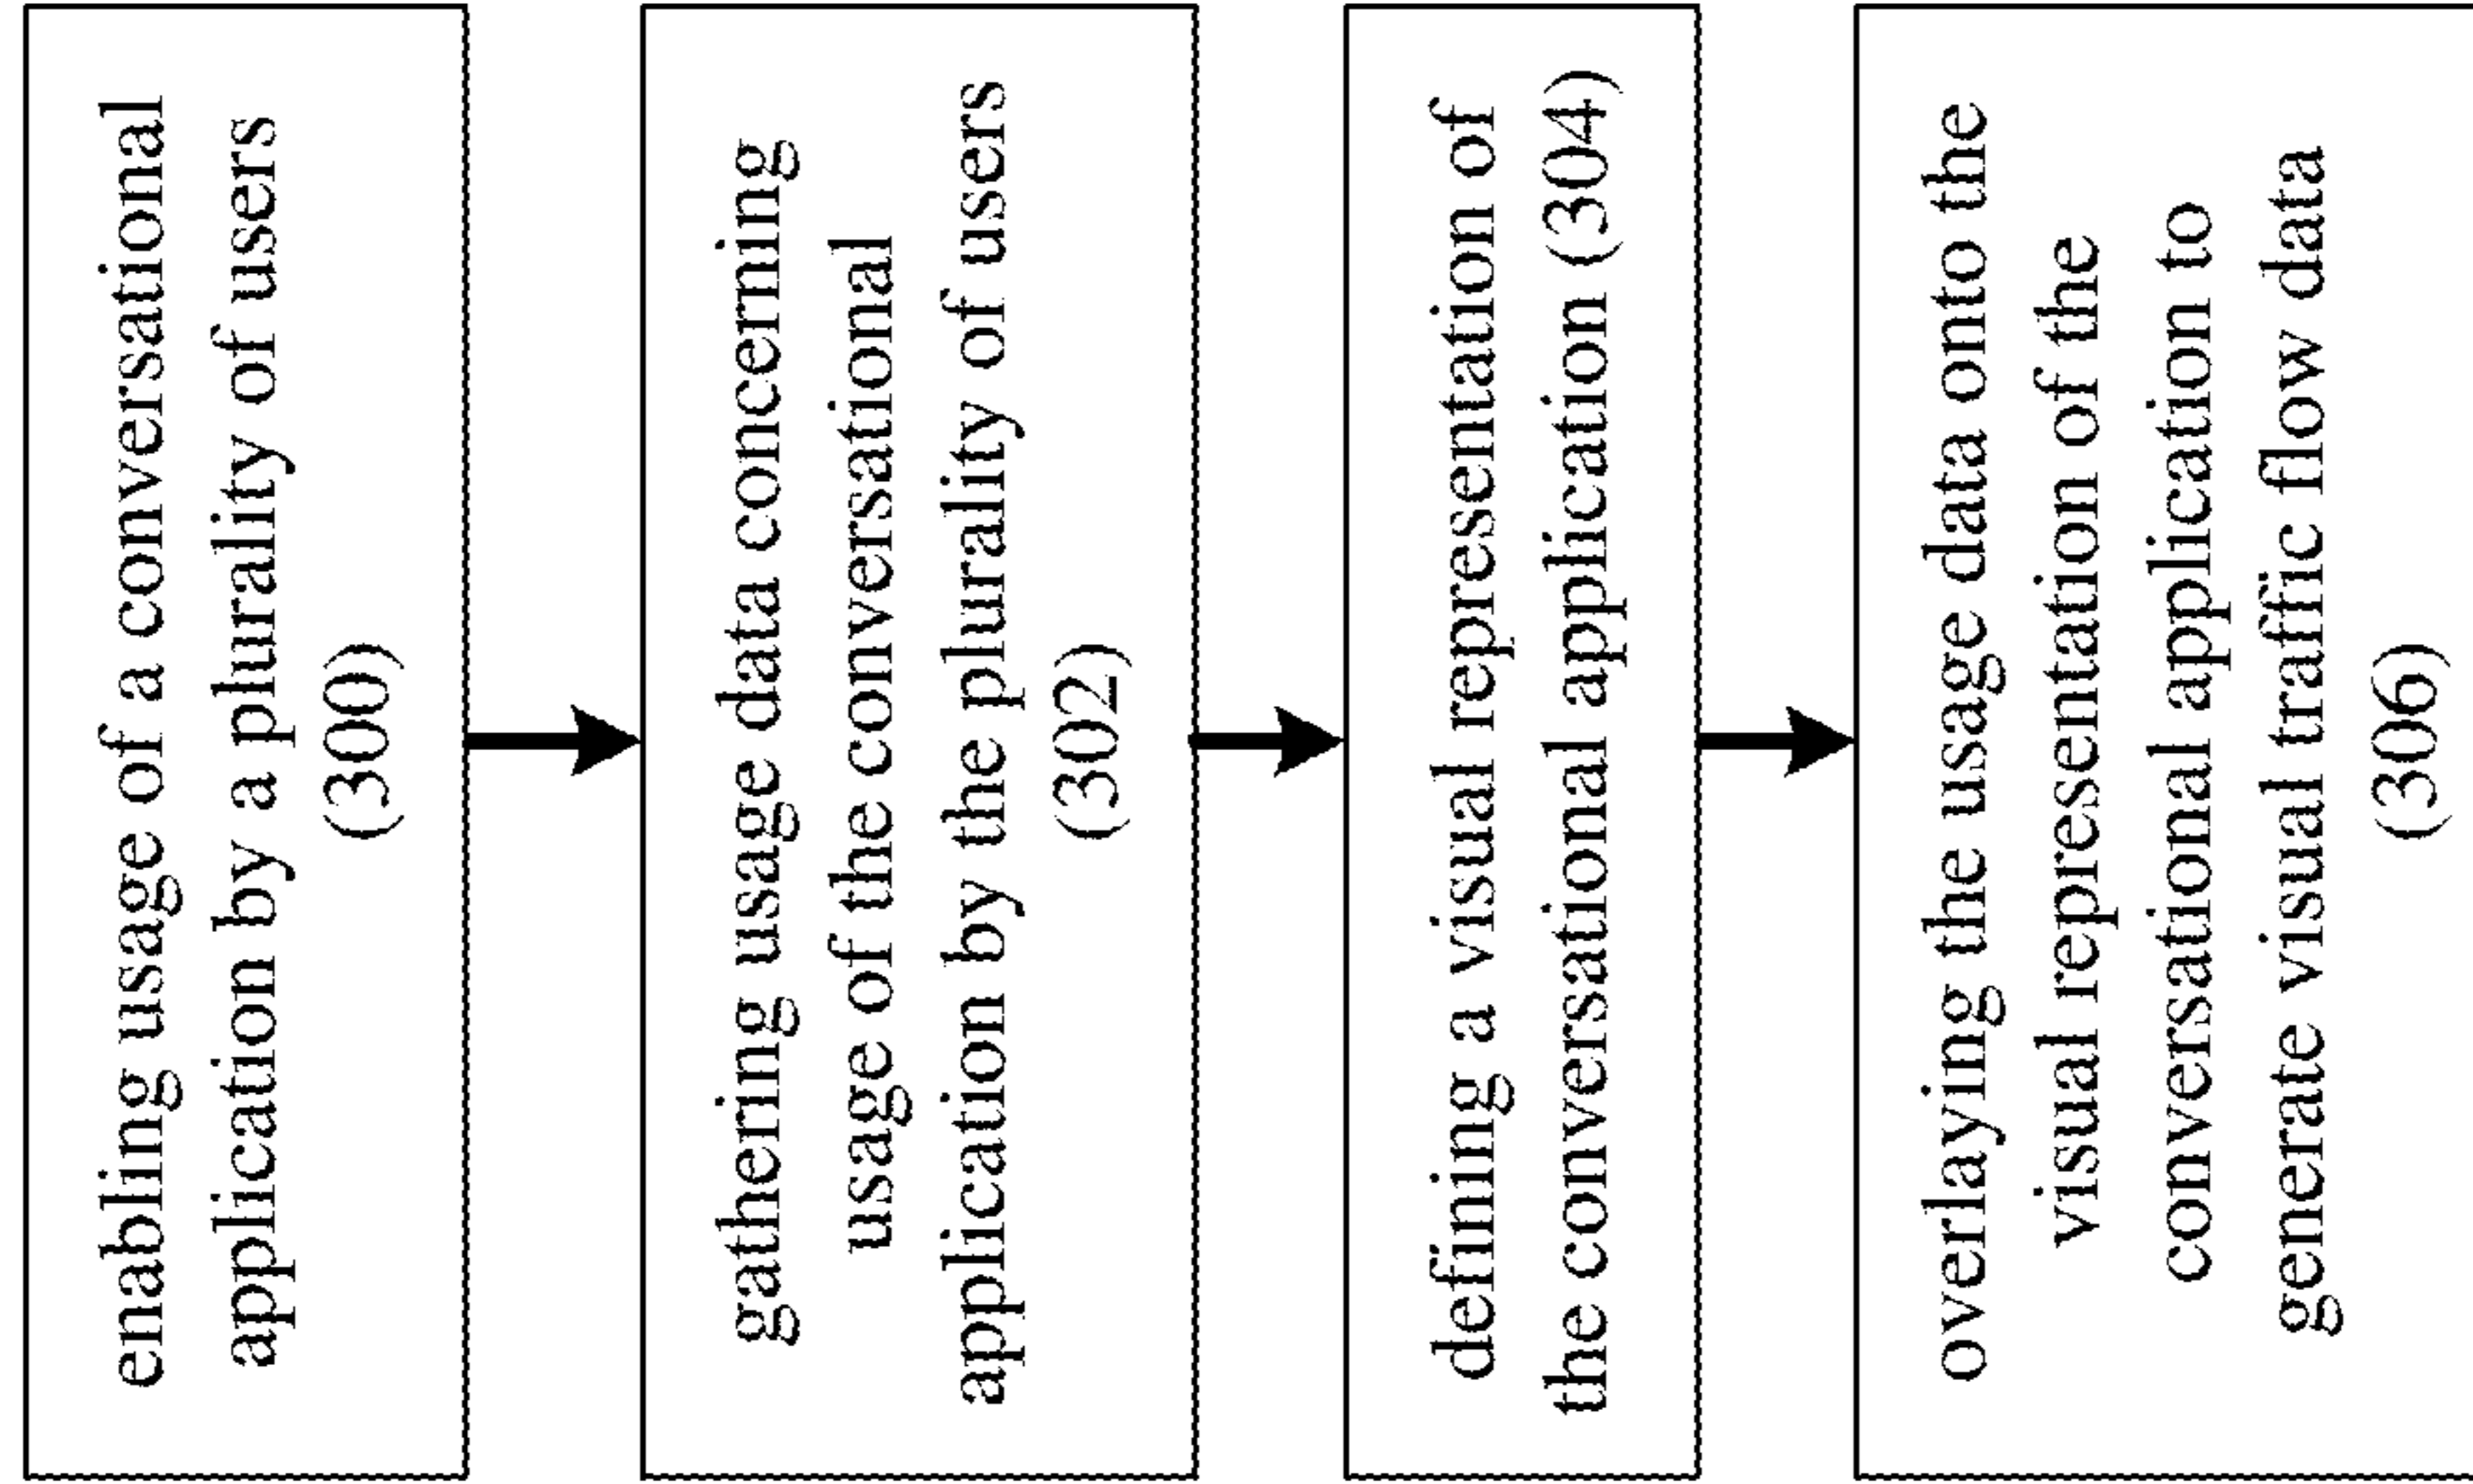 enabling usage of a conversational
application by a plurality of users
(300)
gathering usage data concerning
usage of the conversational
application by the plurality of users
(302)
defining a visual representation of
the conversational application (304)
overlaying the usage data onto the
visual representation of the
conversational application to
generate visual traffic flow data
(306)